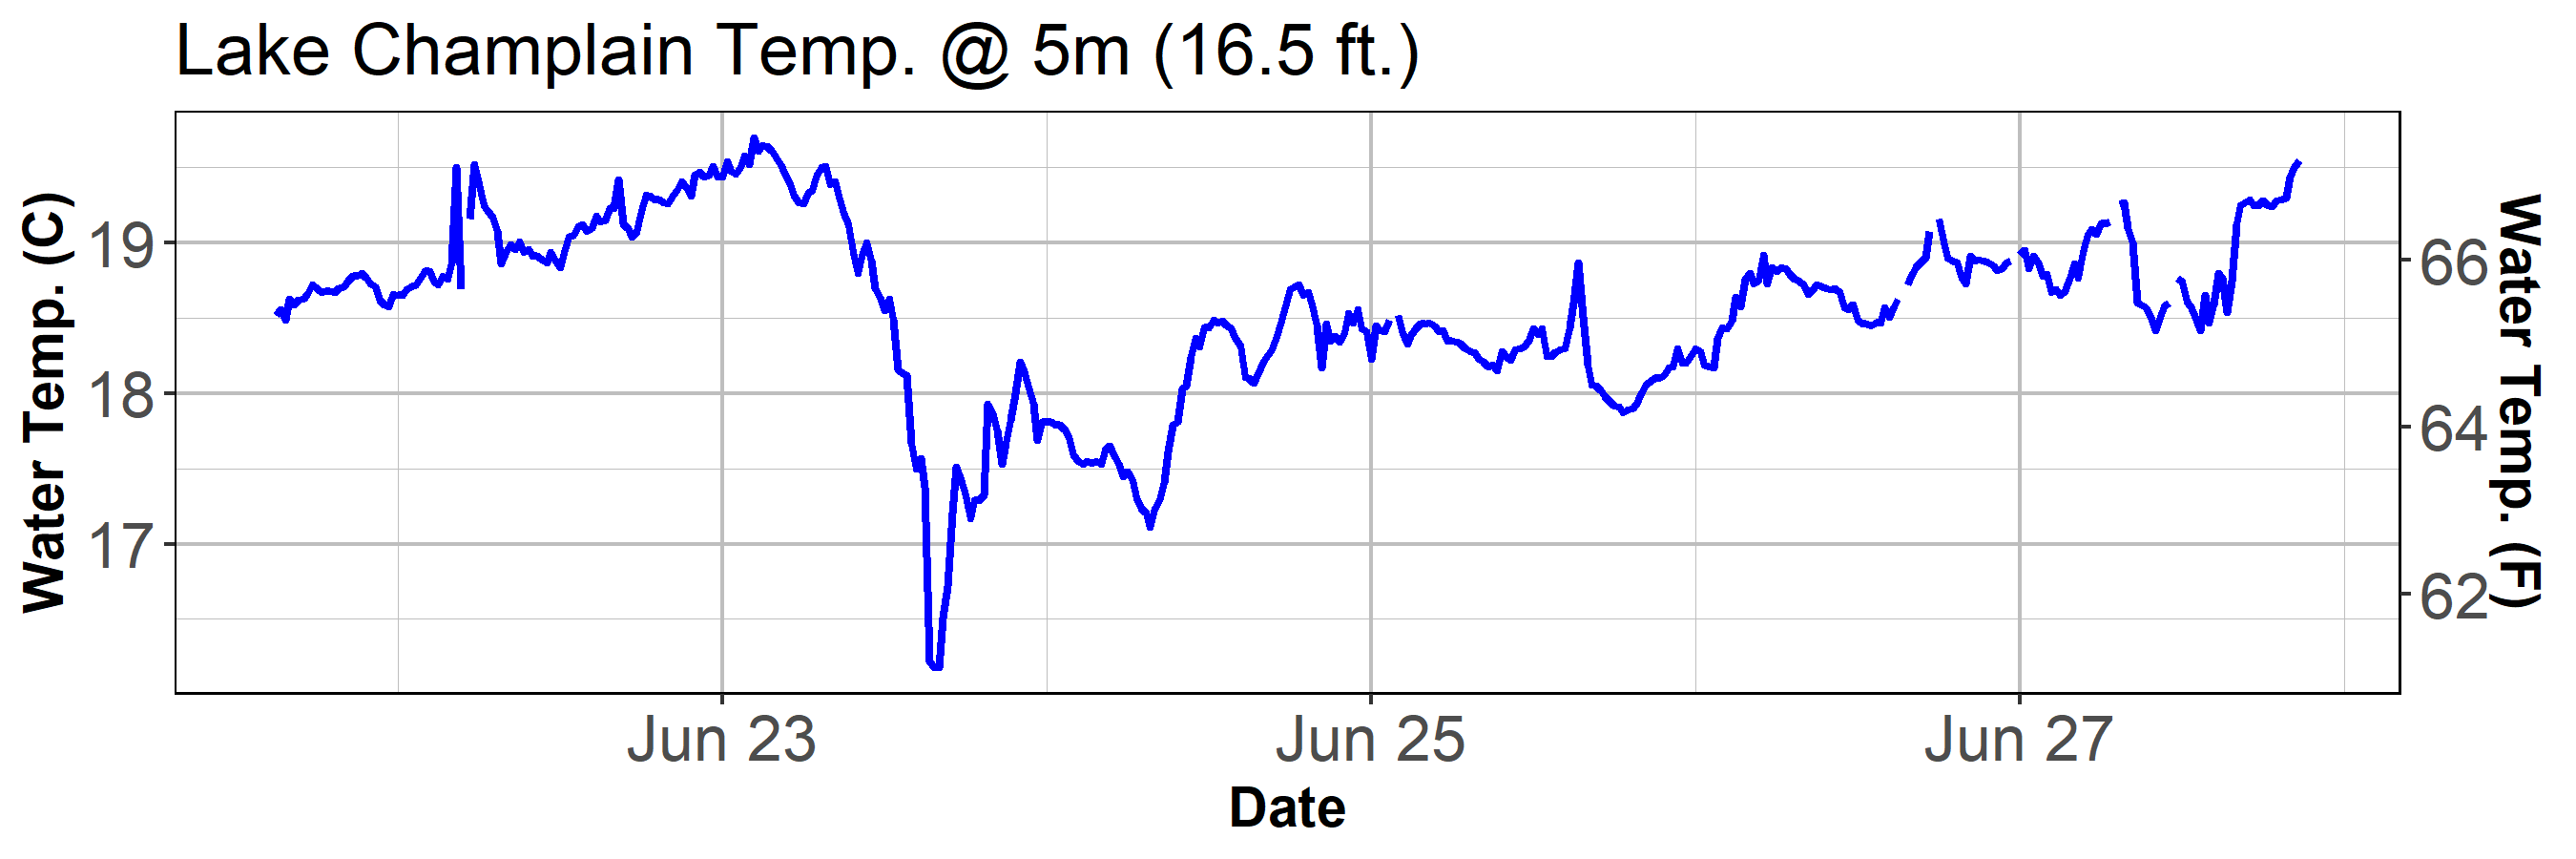 Lake Champlain Temp. @ 5m (16.5 ft.)
Water Temp. (C)
19
18
17
Water Temp. (F)
66
64
62
Jun 23
Jun 25
Jun 27
Date